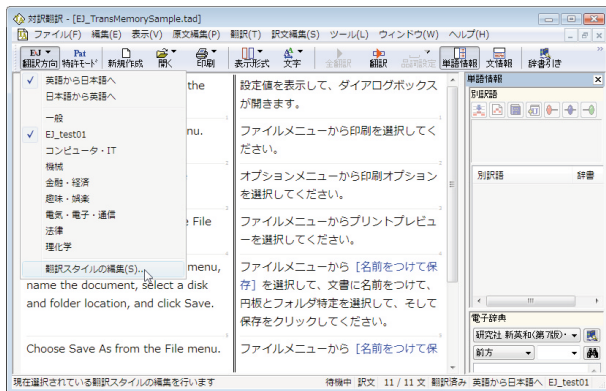 対訳翻訳 - [EJ_TransMemorySample.tad]
ファイル(F) 編集(E) 表示(V) 原文編集(P) 翻訳(T) 訳文編集(S) ツール(L) ウィンドウ(W) ヘルプ(H)
EJ Pat
翻訳方向 特許モード 新規作成 開く 印刷 表示形式 文字 全翻訳 翻訳 品詞設定 単語情報 文情報 辞書引き
英語から日本語へ
日本語から英語へ
一般
EJ_test01
コンピュータ・IT
機械
金融・経済
趣味・娯楽
電気・電子・通信
法律
理化学
翻訳スタイルの編集(S)...
the
nu.
e File
menu,
name the document, select a disk
and folder location, and click Save.
Choose Save As from the File menu.
設定値を表示して、ダイアログボックス
が開きます。
ファイルメニューから印刷を選択してく
ださい。
オプションメニューから印刷オプション
を選択してください。
ファイルメニューからプリントプレビュ
ーを選択してください。
ファイルメニューから [名前をつけて保
存] を選択して、文書に名前をつけて、
円板とフォルダ特定を選択して、そして
保存をクリックしてください。
ファイルメニューから [名前をつけて保
単語情報
別訳語
別訳語 辞書
電子辞典
研究社 新英和(第7版)・
前方
現在選択されている翻訳スタイルの編集を行います 待機中 訳文 11 / 11 文 翻訳済み 英語から日本語へ EJ_test01